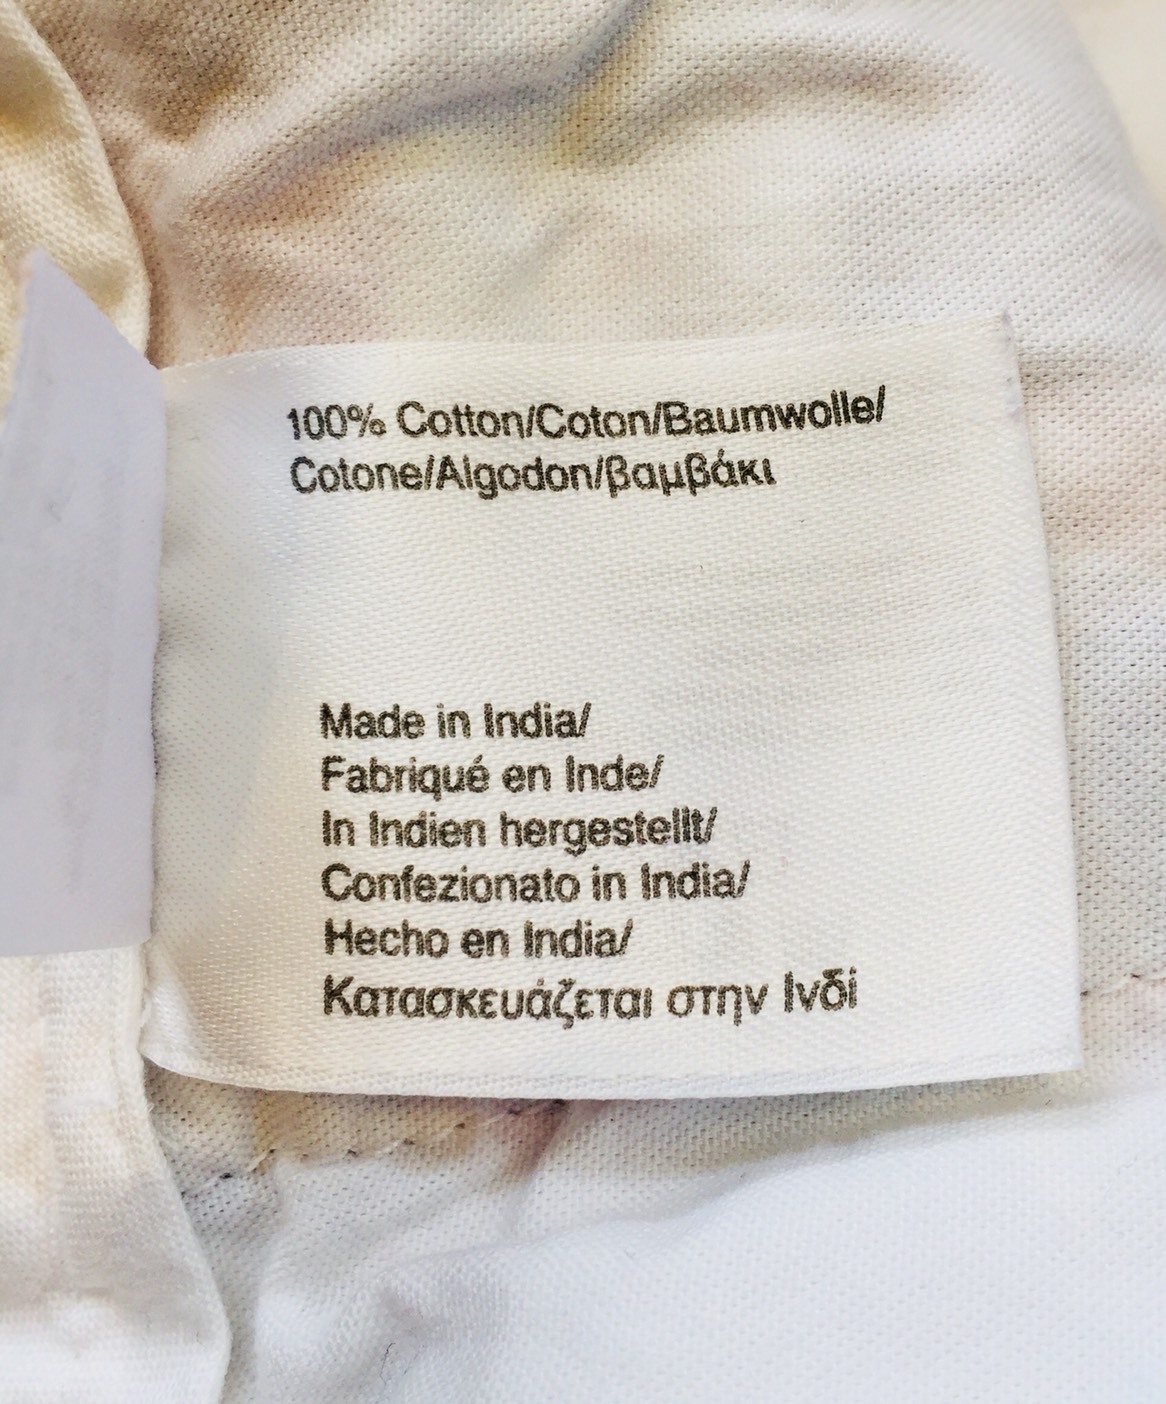 100% Cotton/Coton/Baumwolle/
Cotone/Algodon/βαμβάκι
Made in India/
Fabriqué en Inde/
In Indien hergestellt/
Confezionato in India/
Hecho en India/
Κατασκευάζεται στην Ινδί